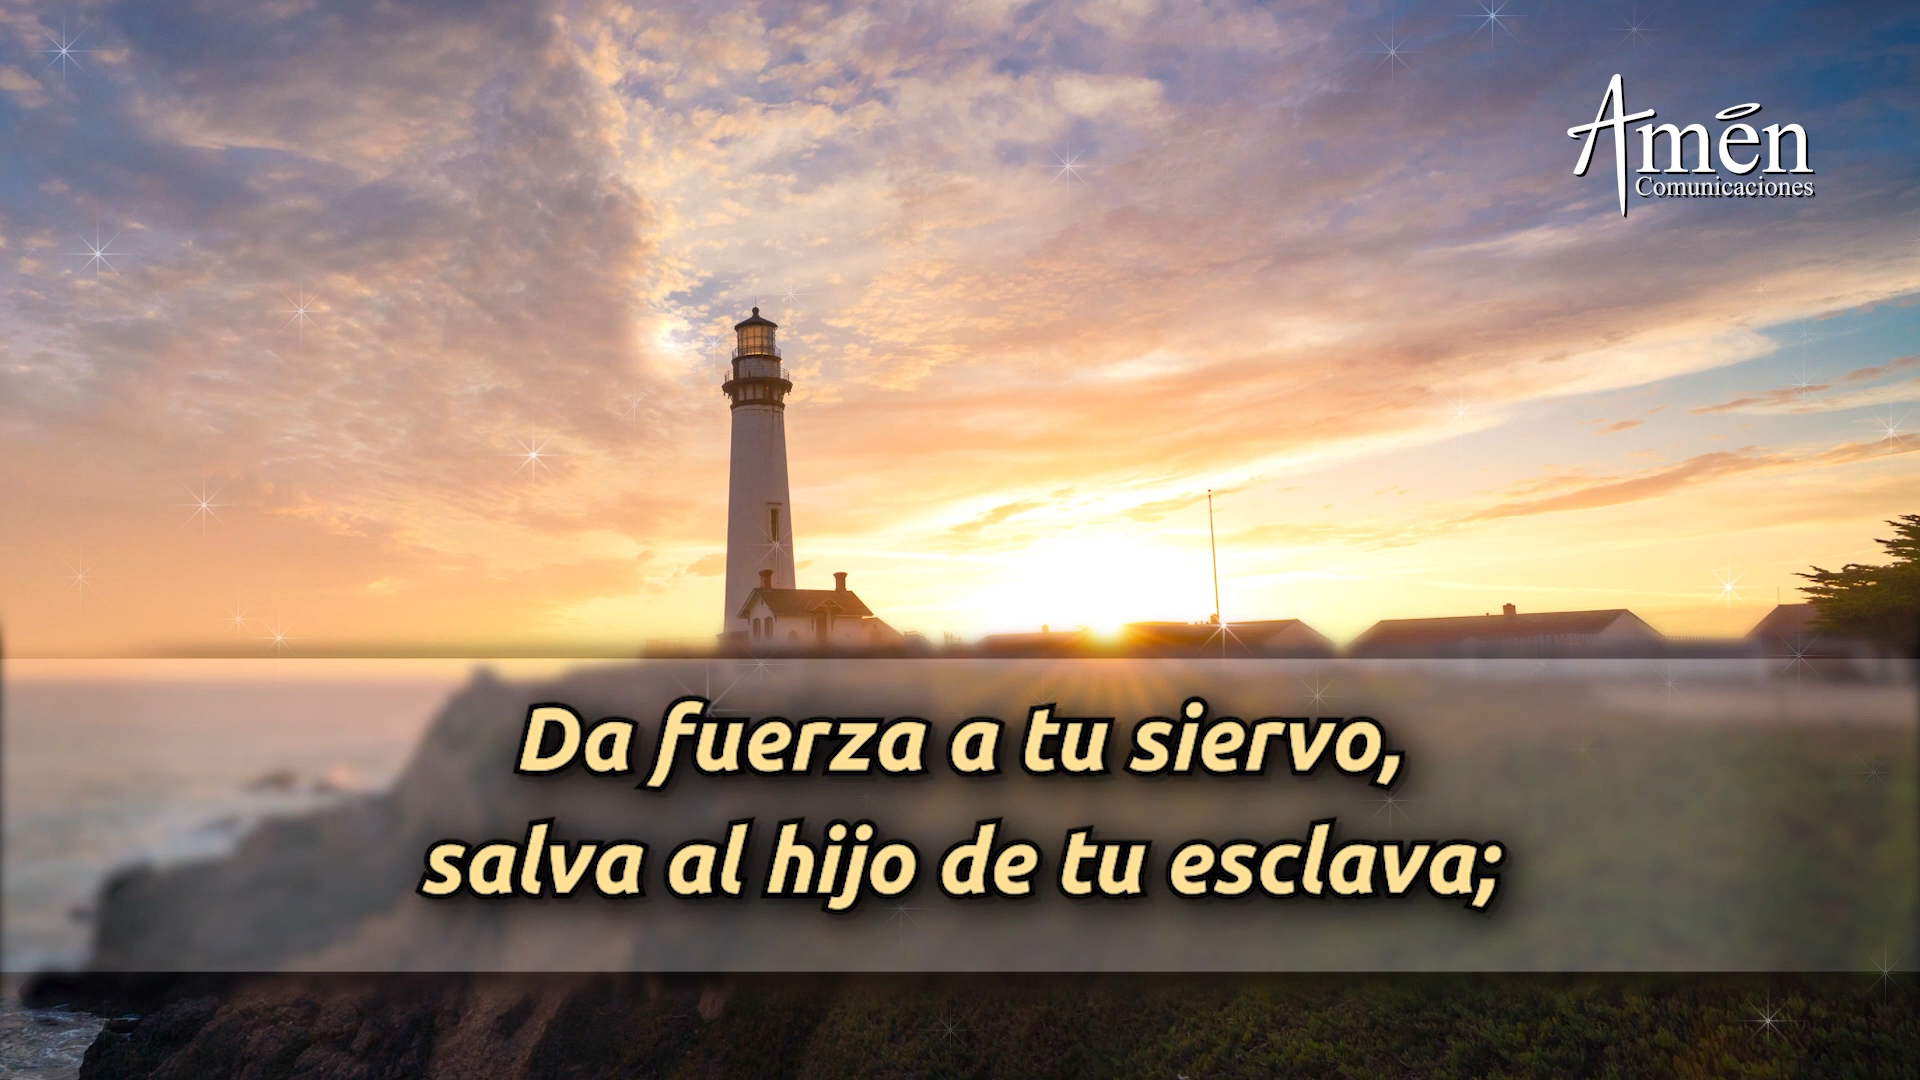 Amén
Comunicaciones
Da fuerza a tu siervo,
salva al hijo de tu esclava;